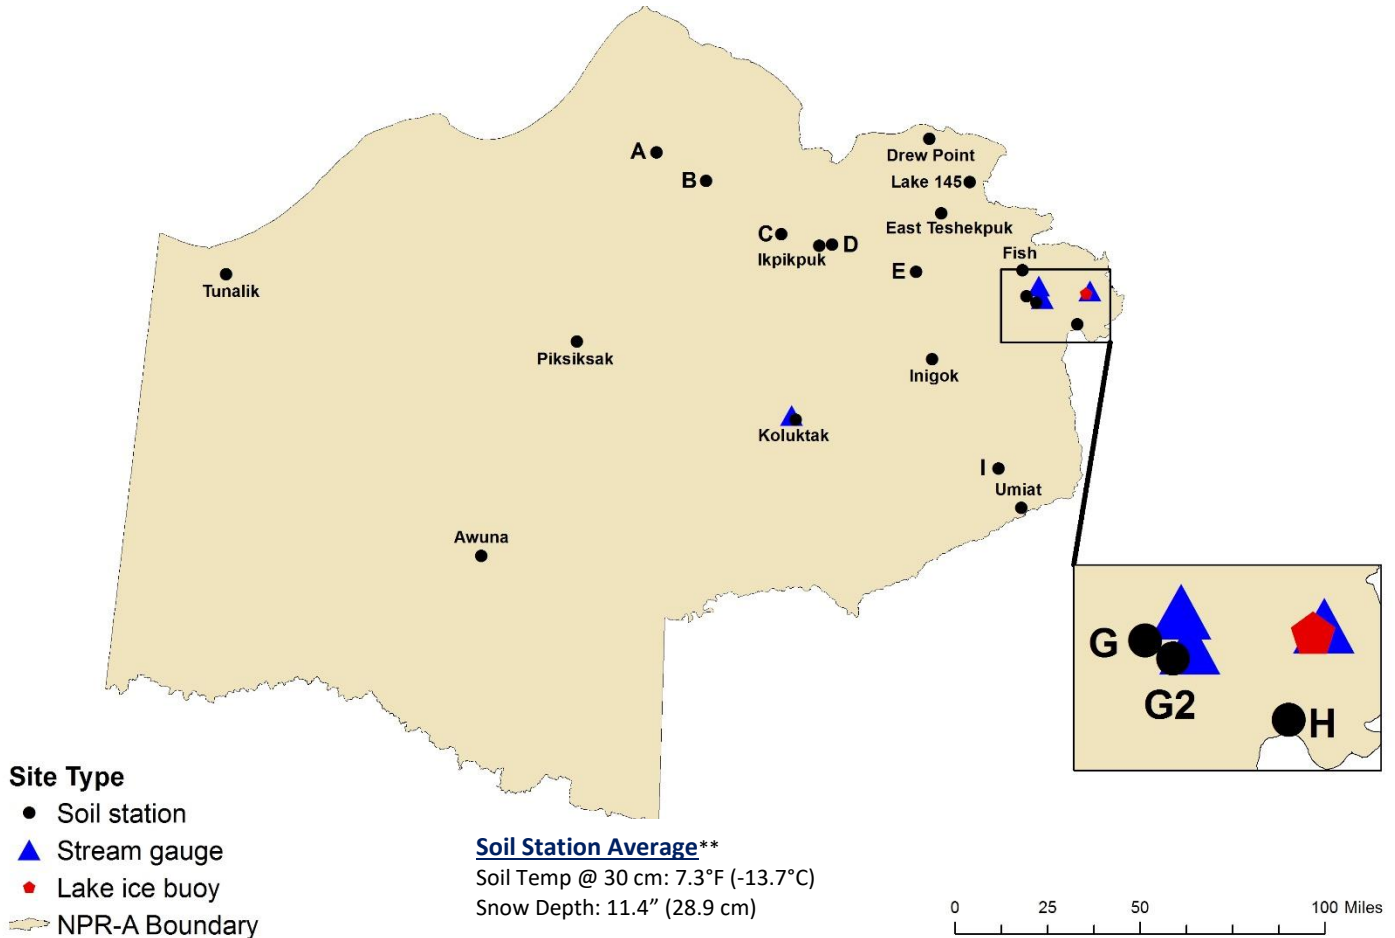 A
B
Drew Point
Lake 145
East Teshekpuk
C
D
Ikpikpuk
Fish
E
Tunalik
Piksiksak
Inigok
Koluktak
I
Umiat
Awuna
G
G2
H
Site Type
Soil station
Stream gauge
Lake ice buoy
NPR-A Boundary
Soil Station Average**
Soil Temp @ 30 cm: 7.3°F (-13.7°C)
Snow Depth: 11.4” (28.9 cm)
0 25 50 100 Miles